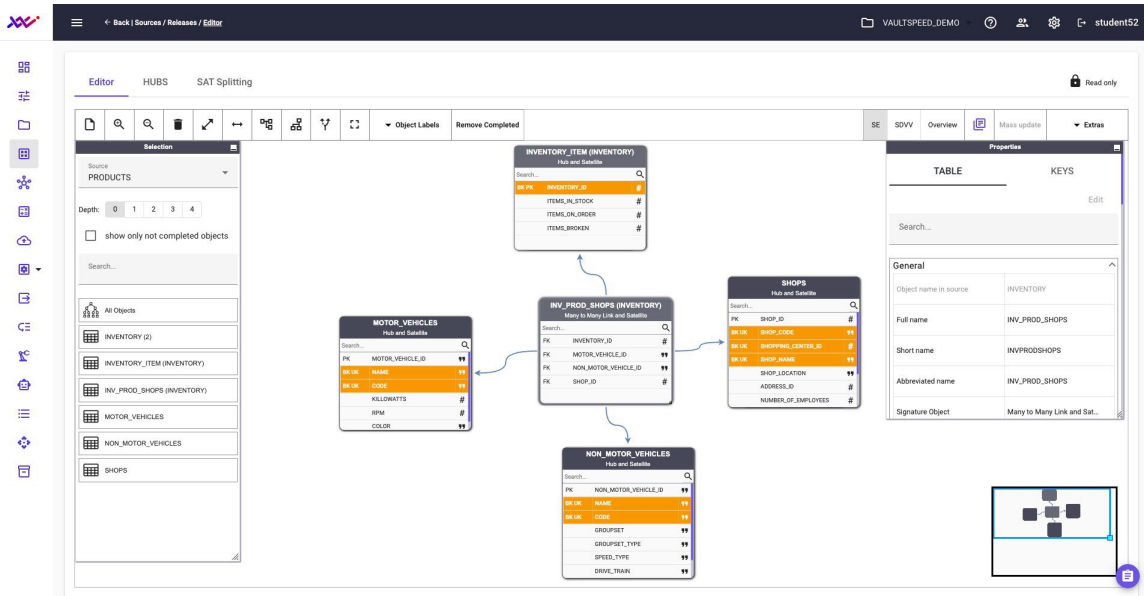 ← Back | Sources / Releases / Editor
VAULTSPEED_DEMO
student52
Editor
HUBS
SAT Splitting
Read only
Object Labels
Remove Completed
SE
SDVV
Overview
Mass update
Extras
Selection
Source
PRODUCTS
Depth: 0 1 2 3 4
show only not completed objects
Search...
All Objects
INVENTORY (2)
INVENTORY_ITEM (INVENTORY)
INV_PROD_SHOPS (INVENTORY)
MOTOR_VEHICLES
NON_MOTOR_VEHICLES
SHOPS
INVENTORY_ITEM (INVENTORY)
Hub and Satellite
Search...
BK PK INVENTORY_ID #
ITEMS_IN_STOCK #
ITEMS_ON_ORDER #
ITEMS_BROKEN #
MOTOR_VEHICLES
Hub and Satellite
Search...
PK MOTOR_VEHICLE_ID "
BK UK NAME "
BK UK CODE "
KILLOWATTS #
RPM #
COLOR "
INV_PROD_SHOPS (INVENTORY)
Many to Many Link and Satellite
Search...
FK INVENTORY_ID #
FK MOTOR_VEHICLE_ID "
FK NON_MOTOR_VEHICLE_ID "
FK SHOP_ID #
SHOPS
Hub and Satellite
Search...
PK SHOP_ID #
BK UK SHOP_CODE "
BK UK SHOPPING_CENTER_ID #
BK UK SHOP_NAME "
SHOP_LOCATION "
ADDRESS_ID #
NUMBER_OF_EMPLOYEES #
NON_MOTOR_VEHICLES
Hub and Satellite
Search...
PK NON_MOTOR_VEHICLE_ID "
BK UK NAME "
BK UK CODE "
GROUPSET "
GROUPSET_TYPE "
SPEED_TYPE "
DRIVE_TRAIN "
Properties
TABLE
KEYS
Edit
Search...
General
Object name in source INVENTORY
Full name INV_PROD_SHOPS
Short name INVPRODSHOPS
Abbreviated name INV_PROD_SHOPS
Signature Object Many to Many Link and Sat...